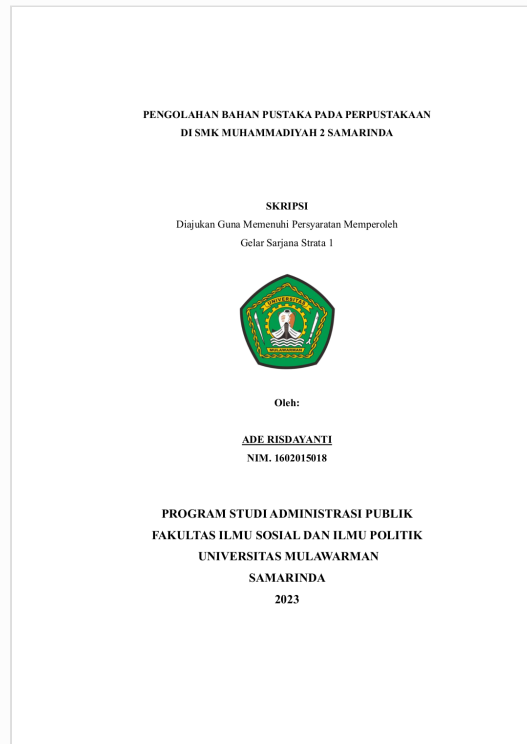 PENGOLAHAN BAHAN PUSTAKA PADA PERPUSTAKAAN
DI SMK MUHAMMADIYAH 2 SAMARINDA
SKRIPSI
Diajukan Guna Memenuhi Persyaratan Memperoleh
Gelar Sarjana Strata 1
UNIVERSITAS
MULAWARMAN
Oleh:
ADE RISDAYANTI
NIM. 1602015018
PROGRAM STUDI ADMINISTRASI PUBLIK
FAKULTAS ILMU SOSIAL DAN ILMU POLITIK
UNIVERSITAS MULAWARMAN
SAMARINDA
2023